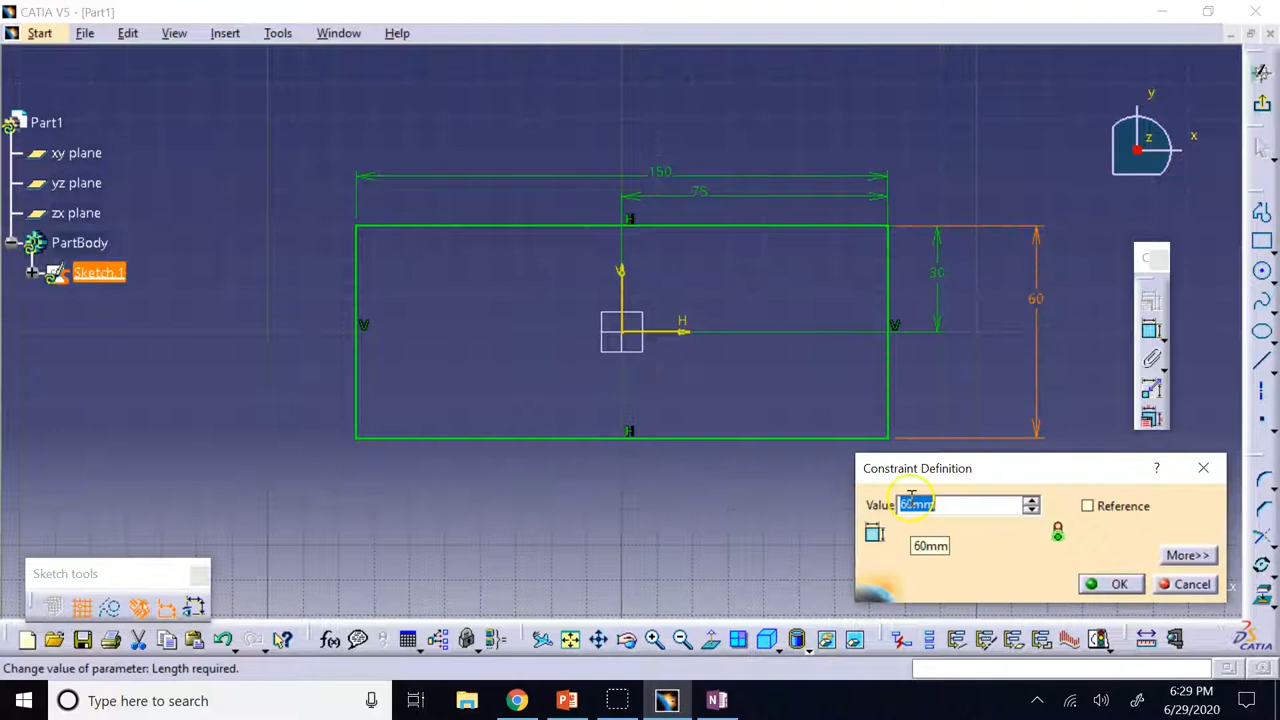 CATIA V5 - [Part1]
Start File Edit View Insert Tools Window Help
Part1
xy plane
yz plane
zx plane
PartBody
Sketch.1
y
x
z
150
75
H
V
H
V
V
30
60
H
Constraint Definition ?
Value 60mm
Reference
60mm
More>>
OK Cancel
Sketch tools
f(x)
CATIA
Change value of parameter: Length required.
Type here to search
6:29 PM
6/29/2020